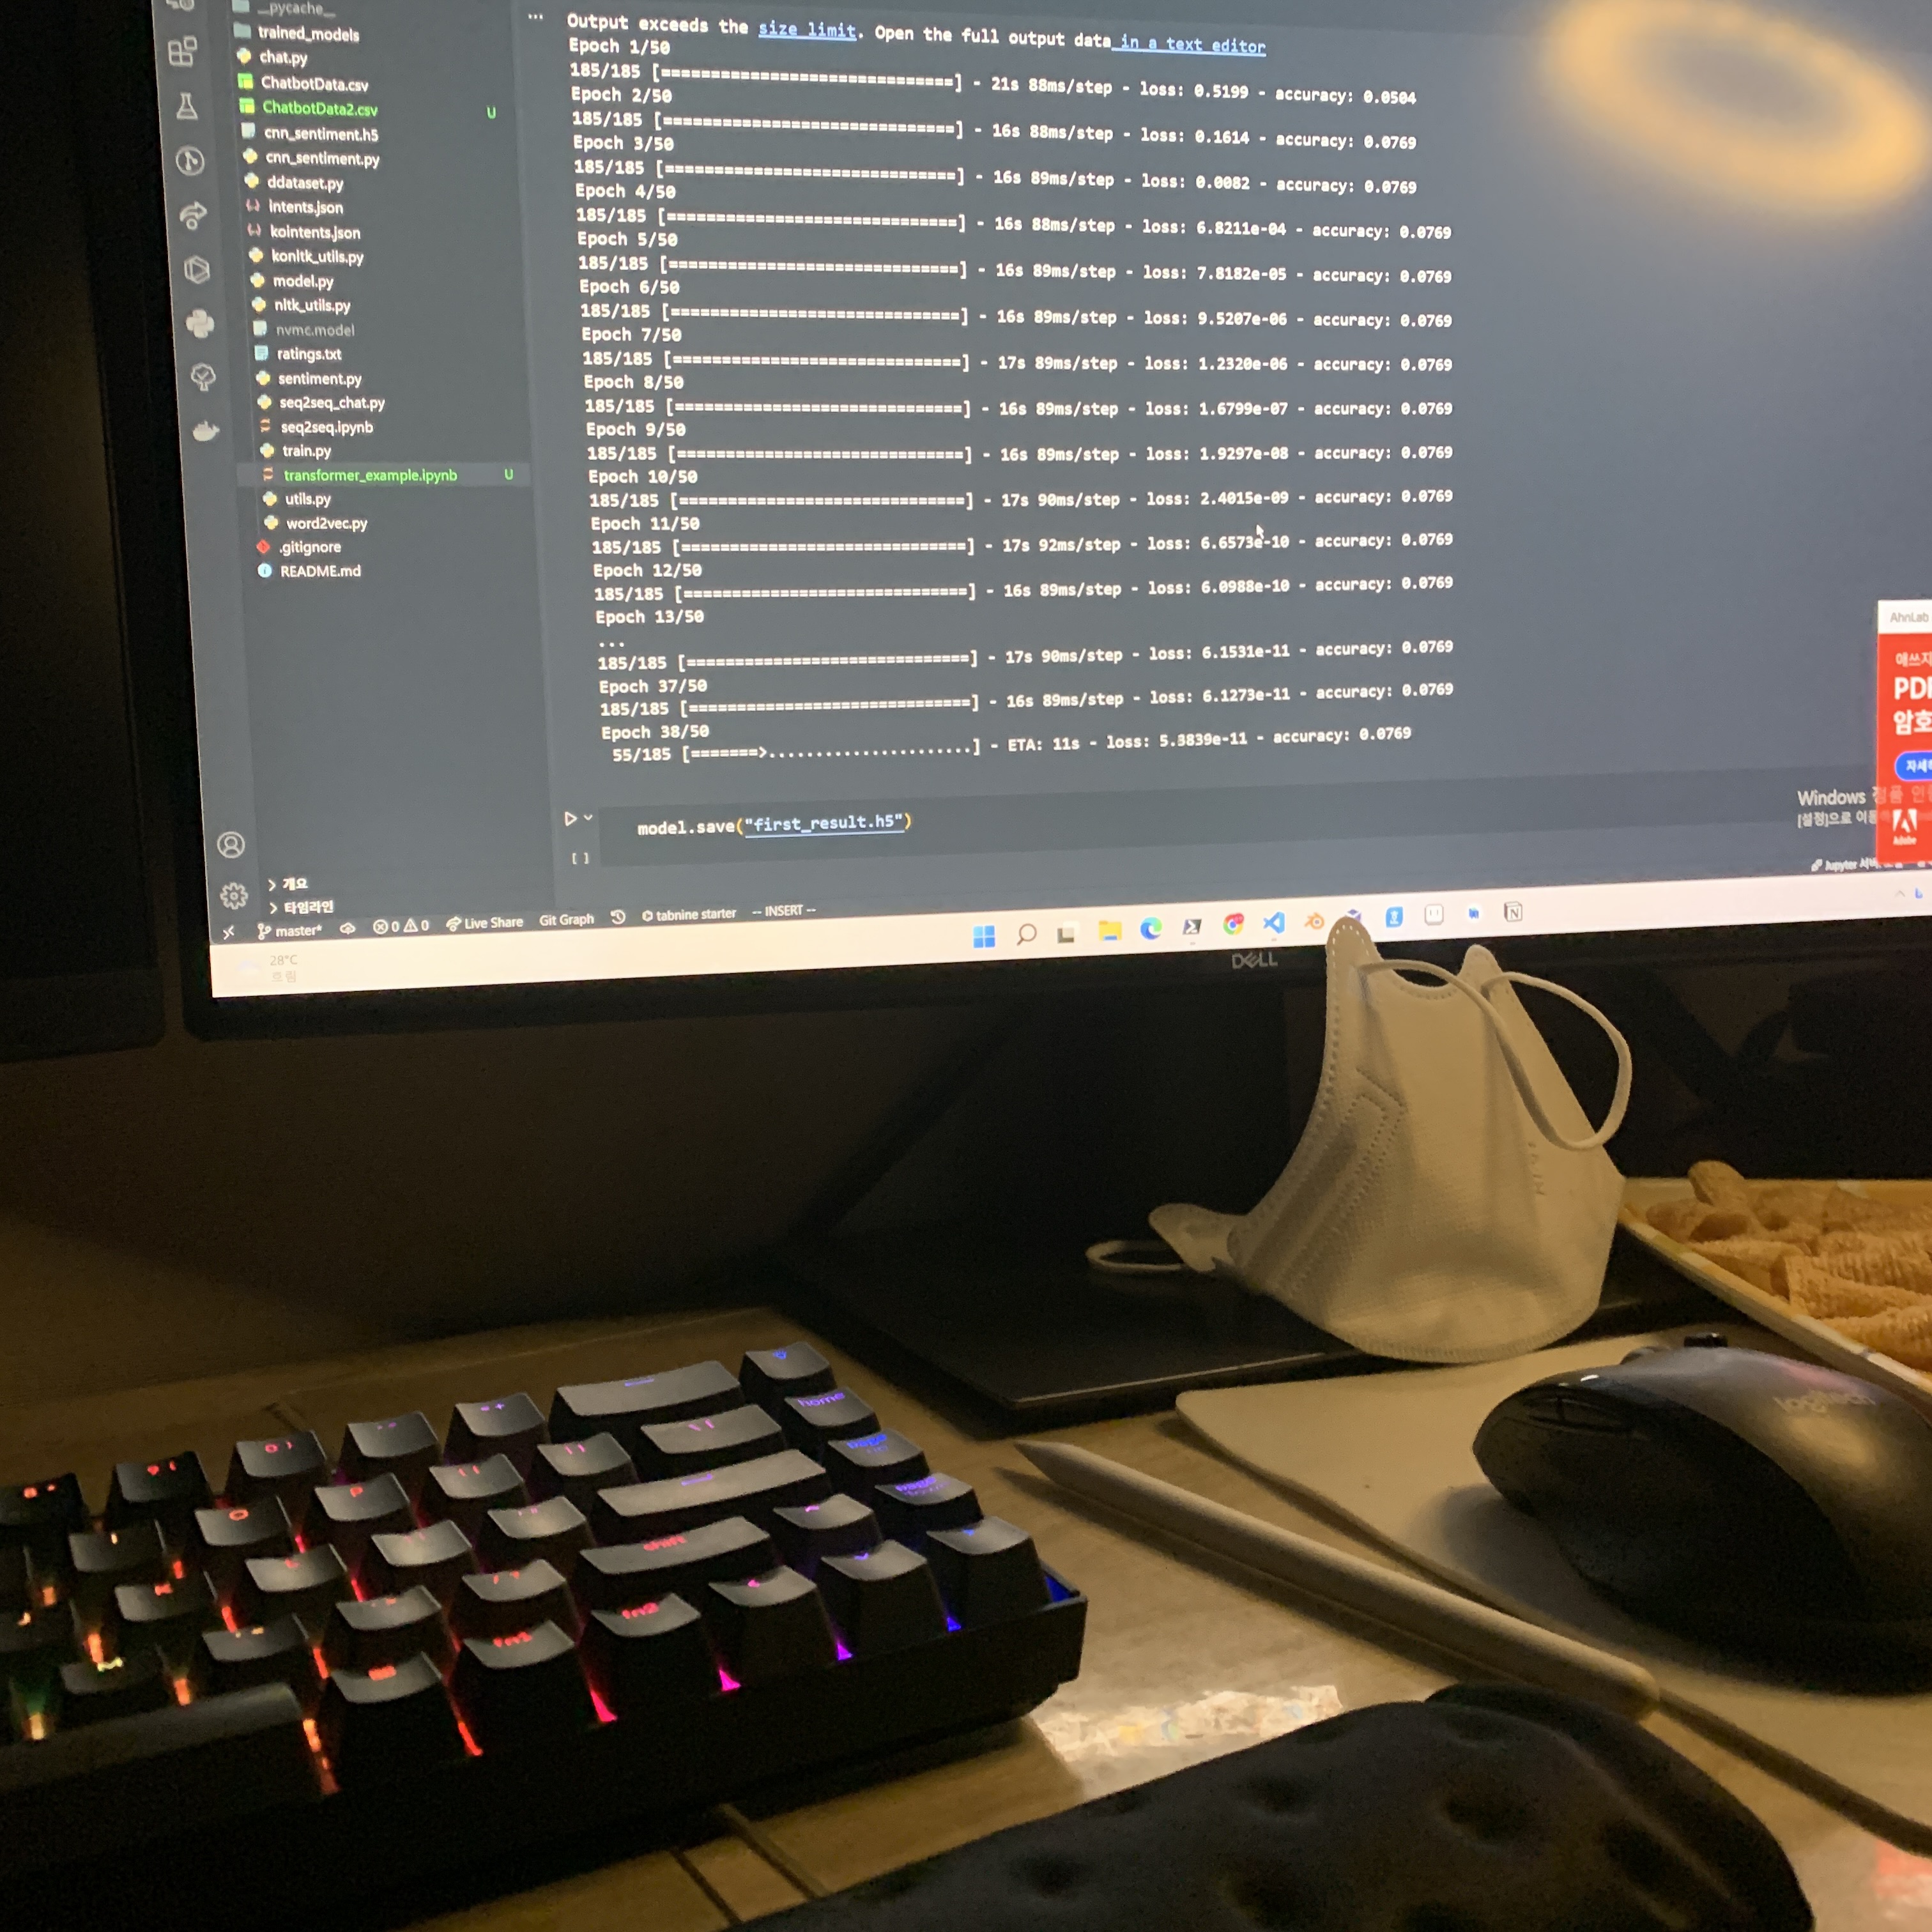 __pycache__
trained_models
chat.py
ChatbotData.csv
ChatbotData2.csv U
cnn_sentiment.h5
cnn_sentiment.py
ddataset.py
intents.json
kointents.json
konltk_utils.py
model.py
nltk_utils.py
nvmc.model
ratings.txt
sentiment.py
seq2seq_chat.py
seq2seq.ipynb
train.py
transformer_example.ipynb U
utils.py
word2vec.py
.gitignore
README.md
개요
타임라인
... Output exceeds the size limit. Open the full output data in a text editor
Epoch 1/50
185/185 [==============================] - 21s 88ms/step - loss: 0.5199 - accuracy: 0.0504
Epoch 2/50
185/185 [==============================] - 16s 88ms/step - loss: 0.1614 - accuracy: 0.0769
Epoch 3/50
185/185 [==============================] - 16s 89ms/step - loss: 0.0082 - accuracy: 0.0769
Epoch 4/50
185/185 [==============================] - 16s 88ms/step - loss: 6.8211e-04 - accuracy: 0.0769
Epoch 5/50
185/185 [==============================] - 16s 89ms/step - loss: 7.8182e-05 - accuracy: 0.0769
Epoch 6/50
185/185 [==============================] - 16s 89ms/step - loss: 9.5207e-06 - accuracy: 0.0769
Epoch 7/50
185/185 [==============================] - 17s 89ms/step - loss: 1.2320e-06 - accuracy: 0.0769
Epoch 8/50
185/185 [==============================] - 16s 89ms/step - loss: 1.6799e-07 - accuracy: 0.0769
Epoch 9/50
185/185 [==============================] - 16s 89ms/step - loss: 1.9297e-08 - accuracy: 0.0769
Epoch 10/50
185/185 [==============================] - 17s 90ms/step - loss: 2.4015e-09 - accuracy: 0.0769
Epoch 11/50
185/185 [==============================] - 17s 92ms/step - loss: 6.6573e-10 - accuracy: 0.0769
Epoch 12/50
185/185 [==============================] - 16s 89ms/step - loss: 6.0988e-10 - accuracy: 0.0769
Epoch 13/50
...
185/185 [==============================] - 17s 90ms/step - loss: 6.1531e-11 - accuracy: 0.0769
Epoch 37/50
185/185 [==============================] - 16s 89ms/step - loss: 6.1273e-11 - accuracy: 0.0769
Epoch 38/50
55/185 [=======>......................] - ETA: 11s - loss: 5.3839e-11 - accuracy: 0.0769
model.save("first_result.h5")
[ ]
AhnLab
암호
Windows
Adobe
Jupyter
master* 0 0 Live Share Git Graph tabnine starter -- INSERT --
28°C
흐림
DELL
logitech
home
page
page
shift
fn2
fn1